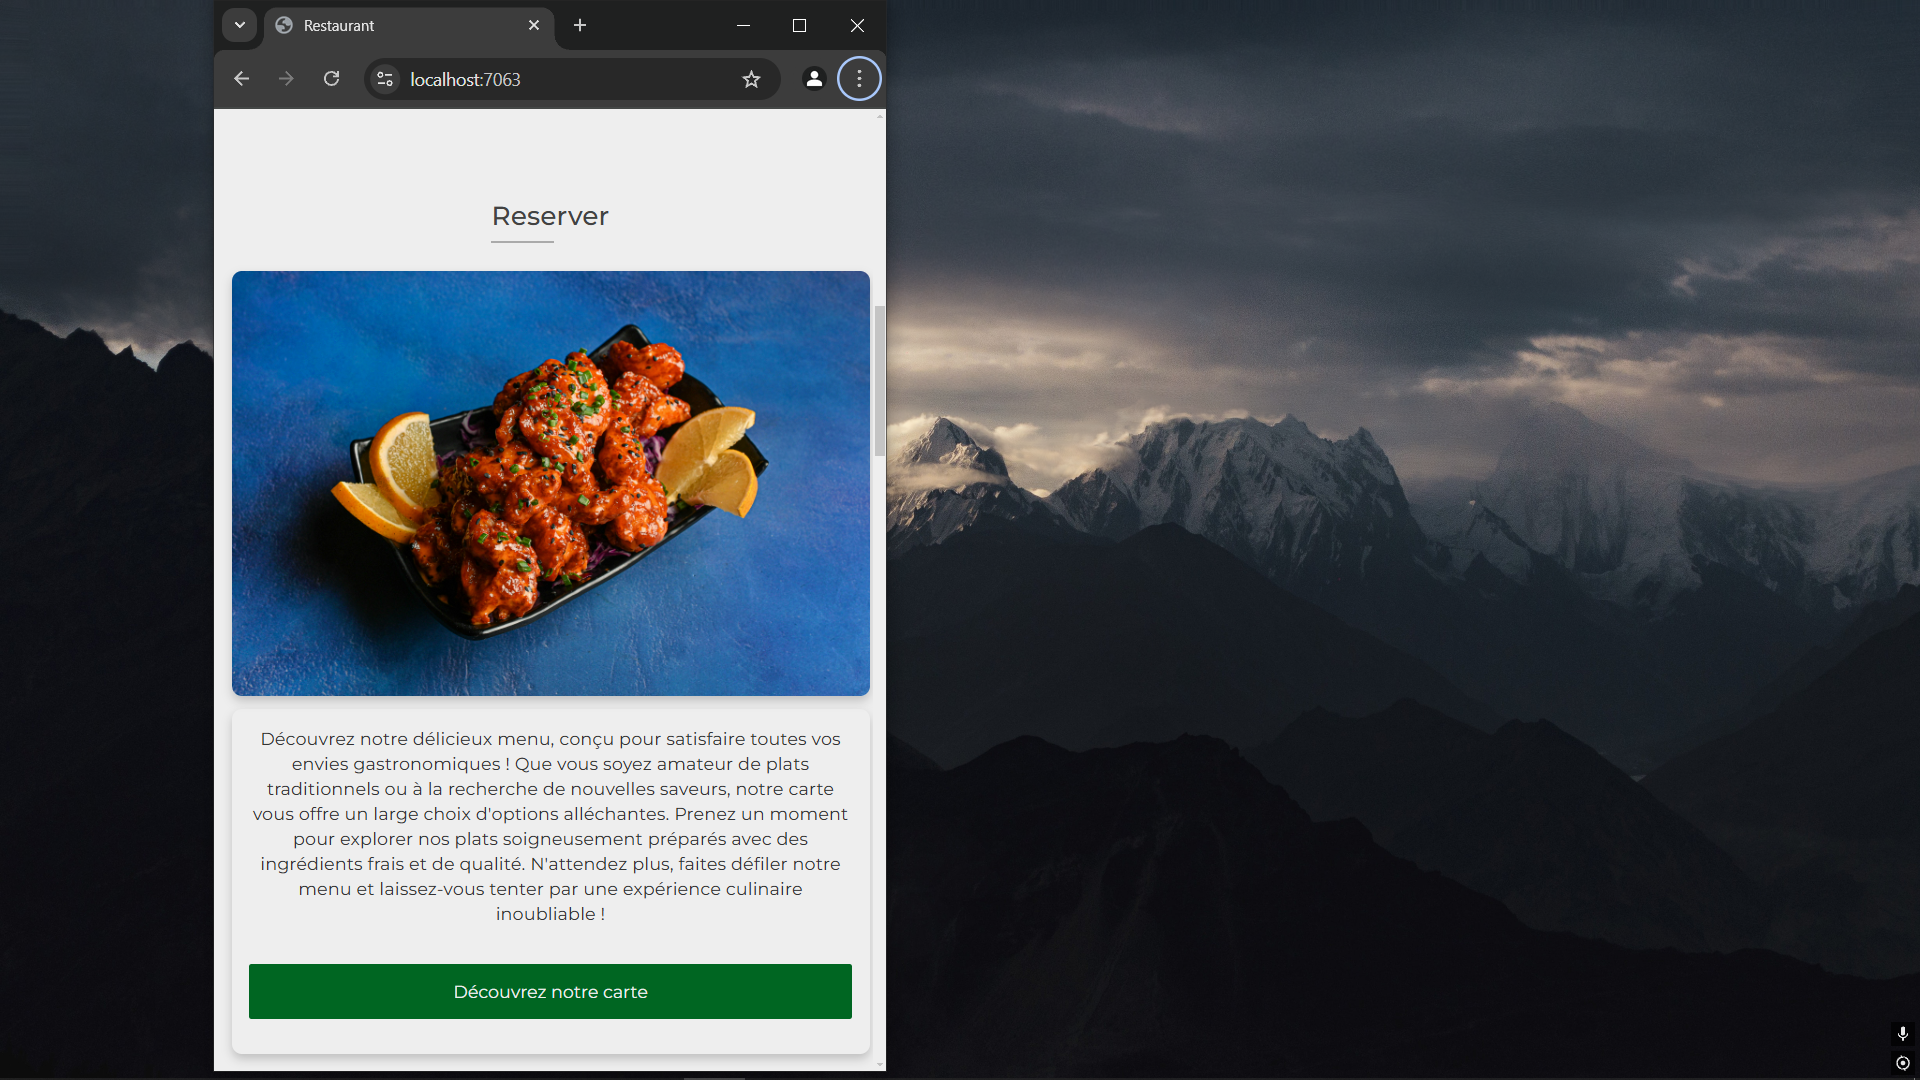 Restaurant
localhost:7063
Reserver
Découvrez notre délicieux menu, conçu pour satisfaire toutes vos
envies gastronomiques ! Que vous soyez amateur de plats
traditionnels ou à la recherche de nouvelles saveurs, notre carte
vous offre un large choix d'options alléchantes. Prenez un moment
pour explorer nos plats soigneusement préparés avec des
ingrédients frais et de qualité. N'attendez plus, faites défiler notre
menu et laissez-vous tenter par une expérience culinaire
inoubliable !
Découvrez notre carte